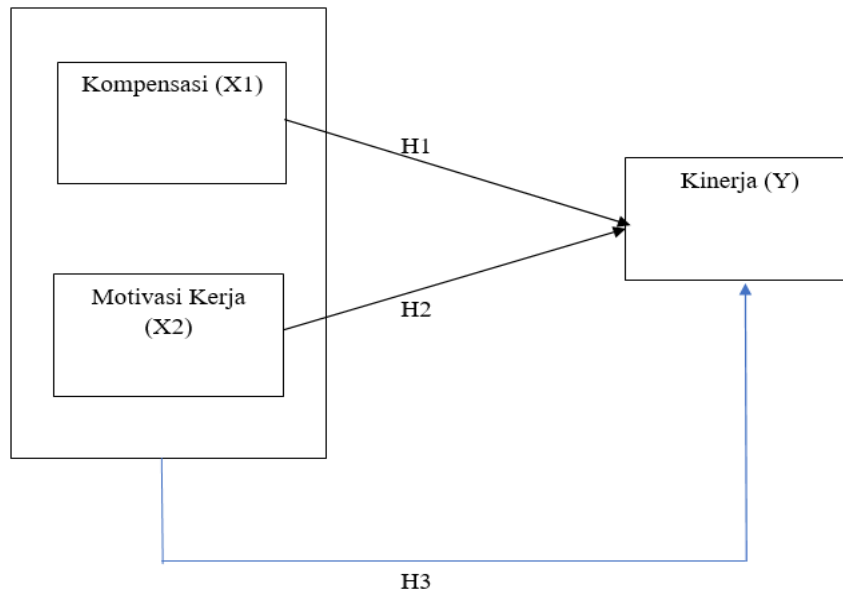 Kompensasi (X1)
H1
Kinerja (Y)
Motivasi Kerja
(X2)
H2
H3